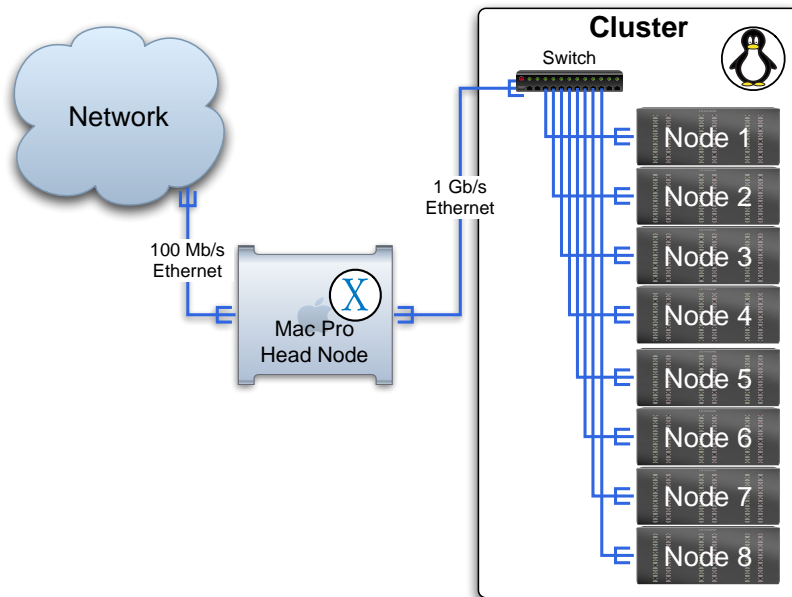 Cluster
Switch
Network
1 Gb/s
Ethernet
100 Mb/s
Ethernet
X
Mac Pro
Head Node
Node 1
Node 2
Node 3
Node 4
Node 5
Node 6
Node 7
Node 8